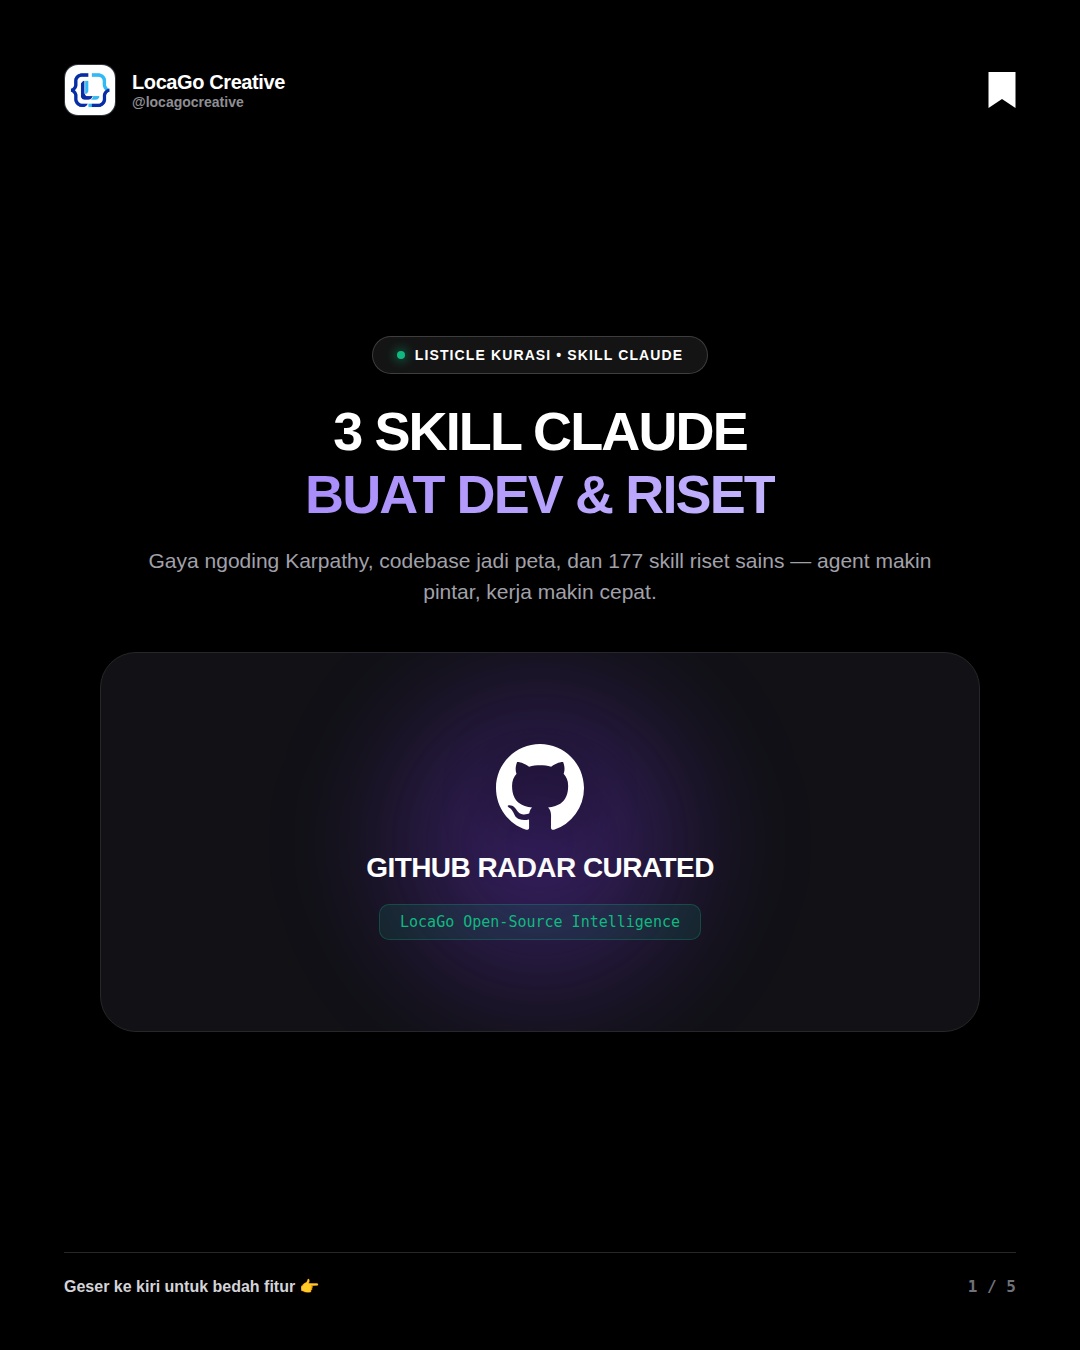 LocaGo Creative
@locagocreative
LISTICLE KURASI • SKILL CLAUDE
3 SKILL CLAUDE
BUAT DEV & RISET
Gaya ngoding Karpathy, codebase jadi peta, dan 177 skill riset sains — agent makin
pintar, kerja makin cepat.
GITHUB RADAR CURATED
LocaGo Open-Source Intelligence
Geser ke kiri untuk bedah fitur 👉
1 / 5